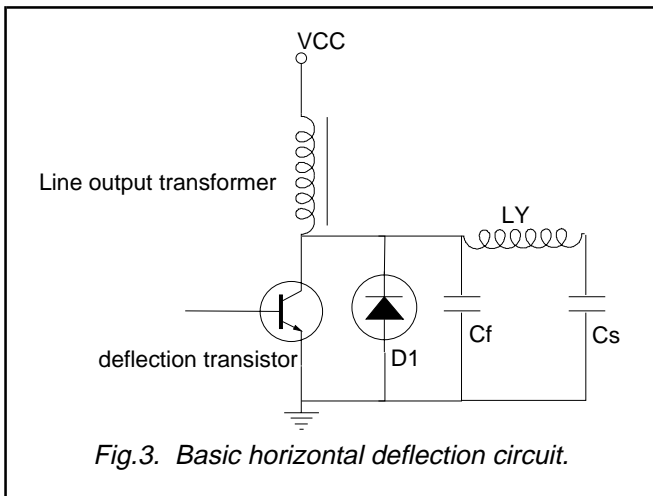 VCC
Line output transformer
LY
deflection transistor
D1
Cf
Cs
Fig.3. Basic horizontal deflection circuit.